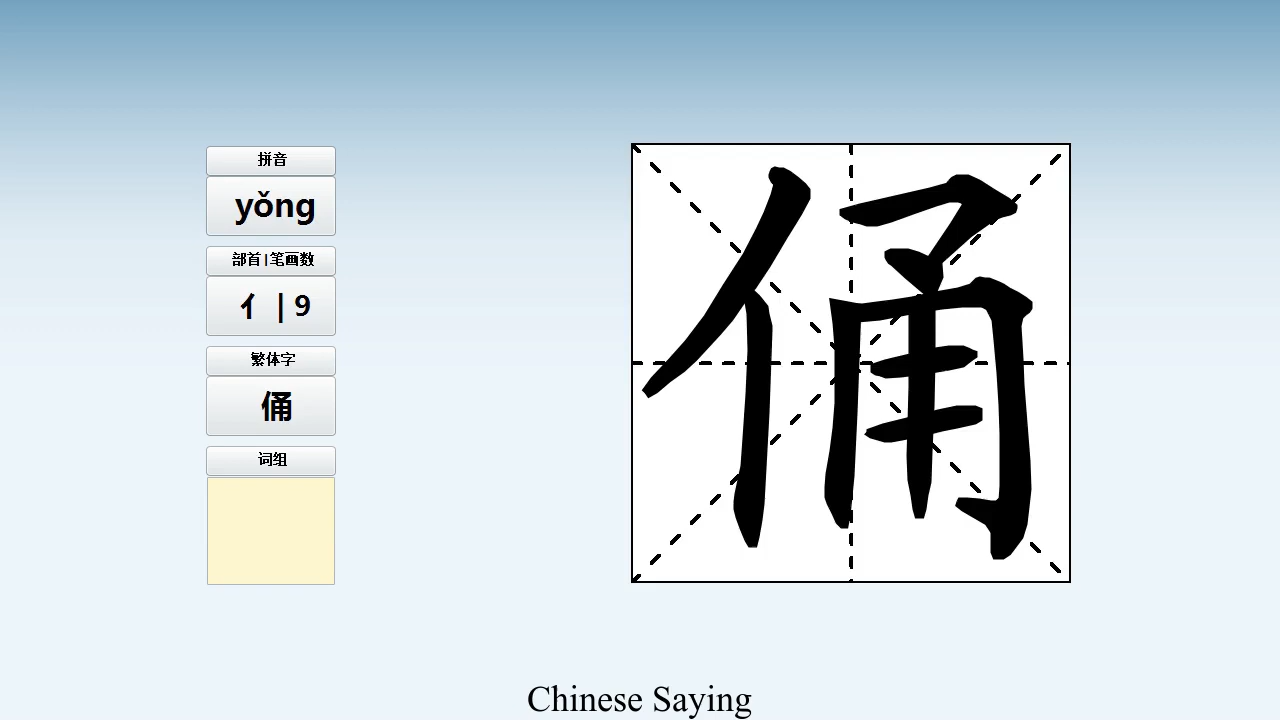 拼音
yǒng
部首|笔画数
亻 | 9
繁体字
俑
词组
俑
Chinese Saying